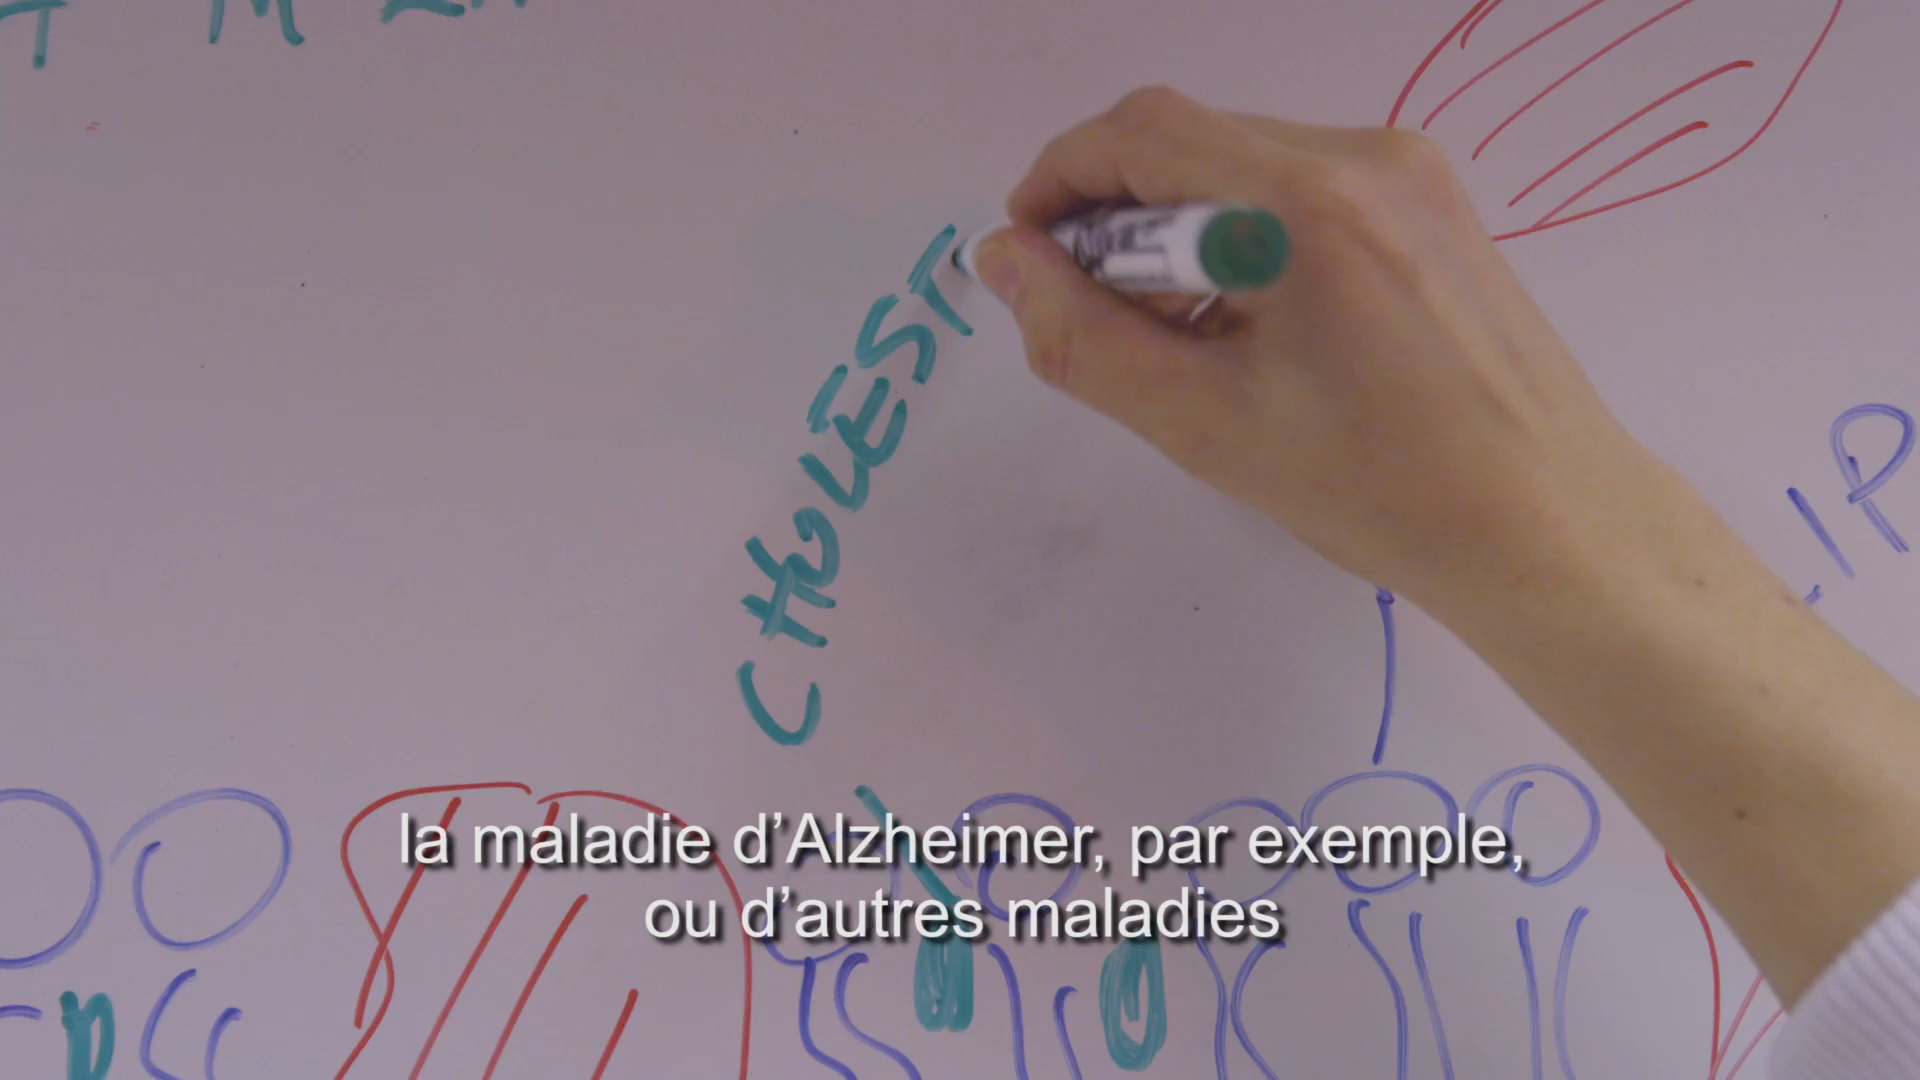 CHOLEST
la maladie d’Alzheimer, par exemple,
ou d’autres maladies